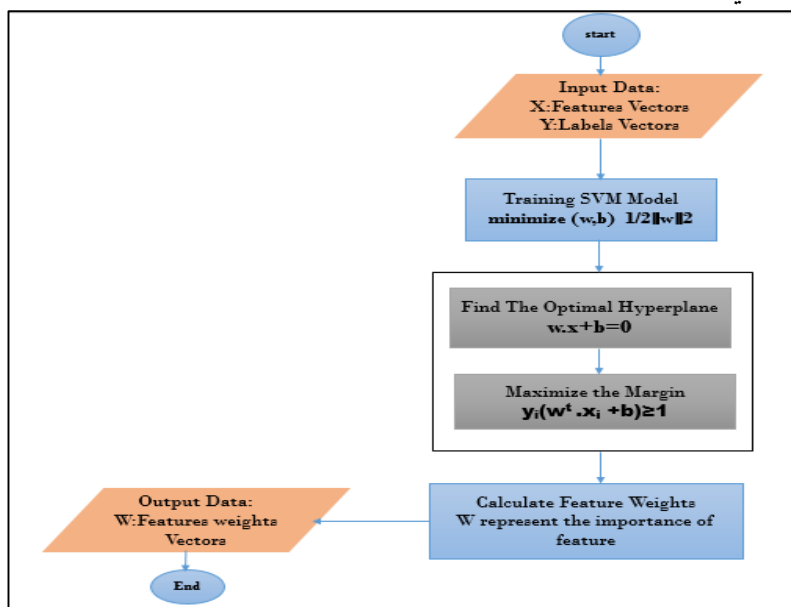 start
Input Data:
X:Features Vectors
Y:Labels Vectors
Training SVM Model
minimize (w,b) 1/2‖w‖2
Find The Optimal Hyperplane
w.x+b=0
Maximize the Margin
yᵢ(wᵗ .xᵢ +b)≥1
Calculate Feature Weights
W represent the importance of
feature
Output Data:
W:Features weights
Vectors
End